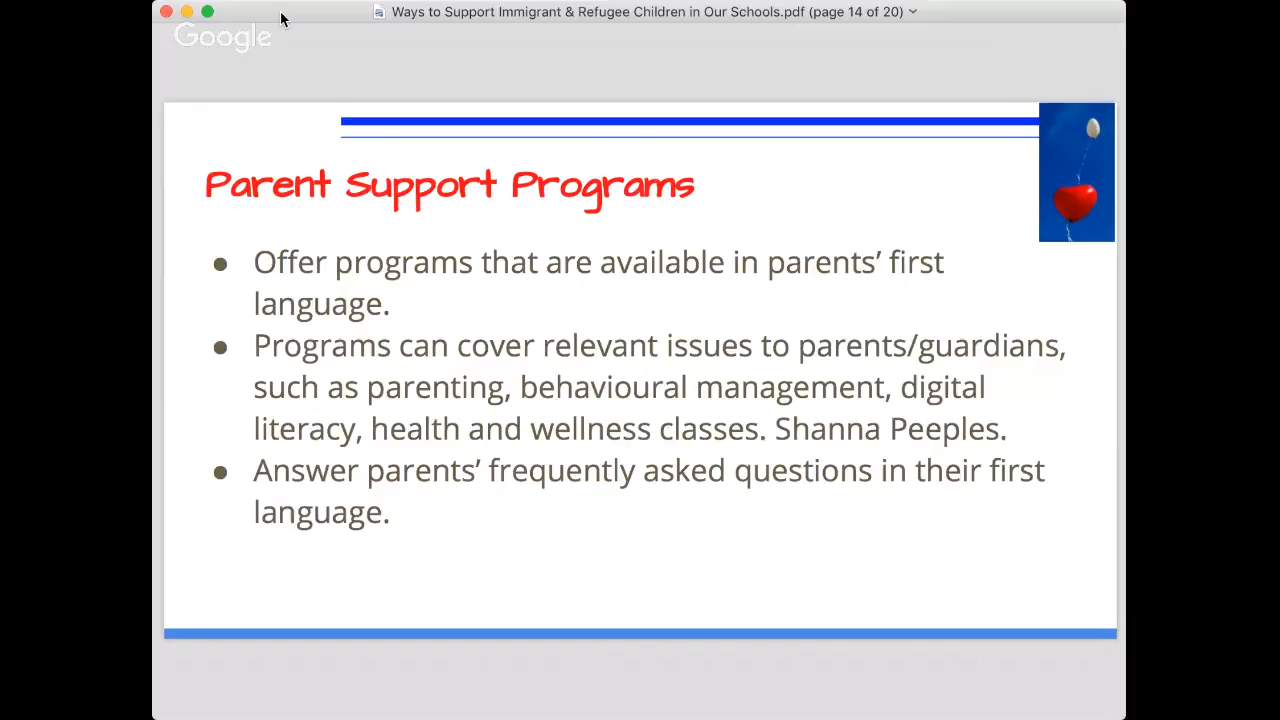 Ways to Support Immigrant & Refugee Children in Our Schools.pdf (page 14 of 20)
Google
Parent Support Programs
● Offer programs that are available in parents’ first
language.
● Programs can cover relevant issues to parents/guardians,
such as parenting, behavioural management, digital
literacy, health and wellness classes. Shanna Peeples.
● Answer parents’ frequently asked questions in their first
language.